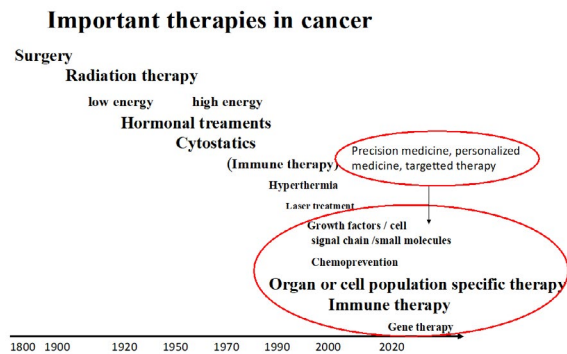 Important therapies in cancer
Surgery
Radiation therapy
low energy high energy
Hormonal treaments
Cytostatics
(Immune therapy)
Precision medicine, personalized
medicine, targetted therapy
Hyperthermia
Laser treatment
Growth factors / cell
signal chain /small molecules
Chemoprevention
Organ or cell population specific therapy
Immune therapy
Gene therapy
1800 1900 1920 1950 1970 1990 2000 2020